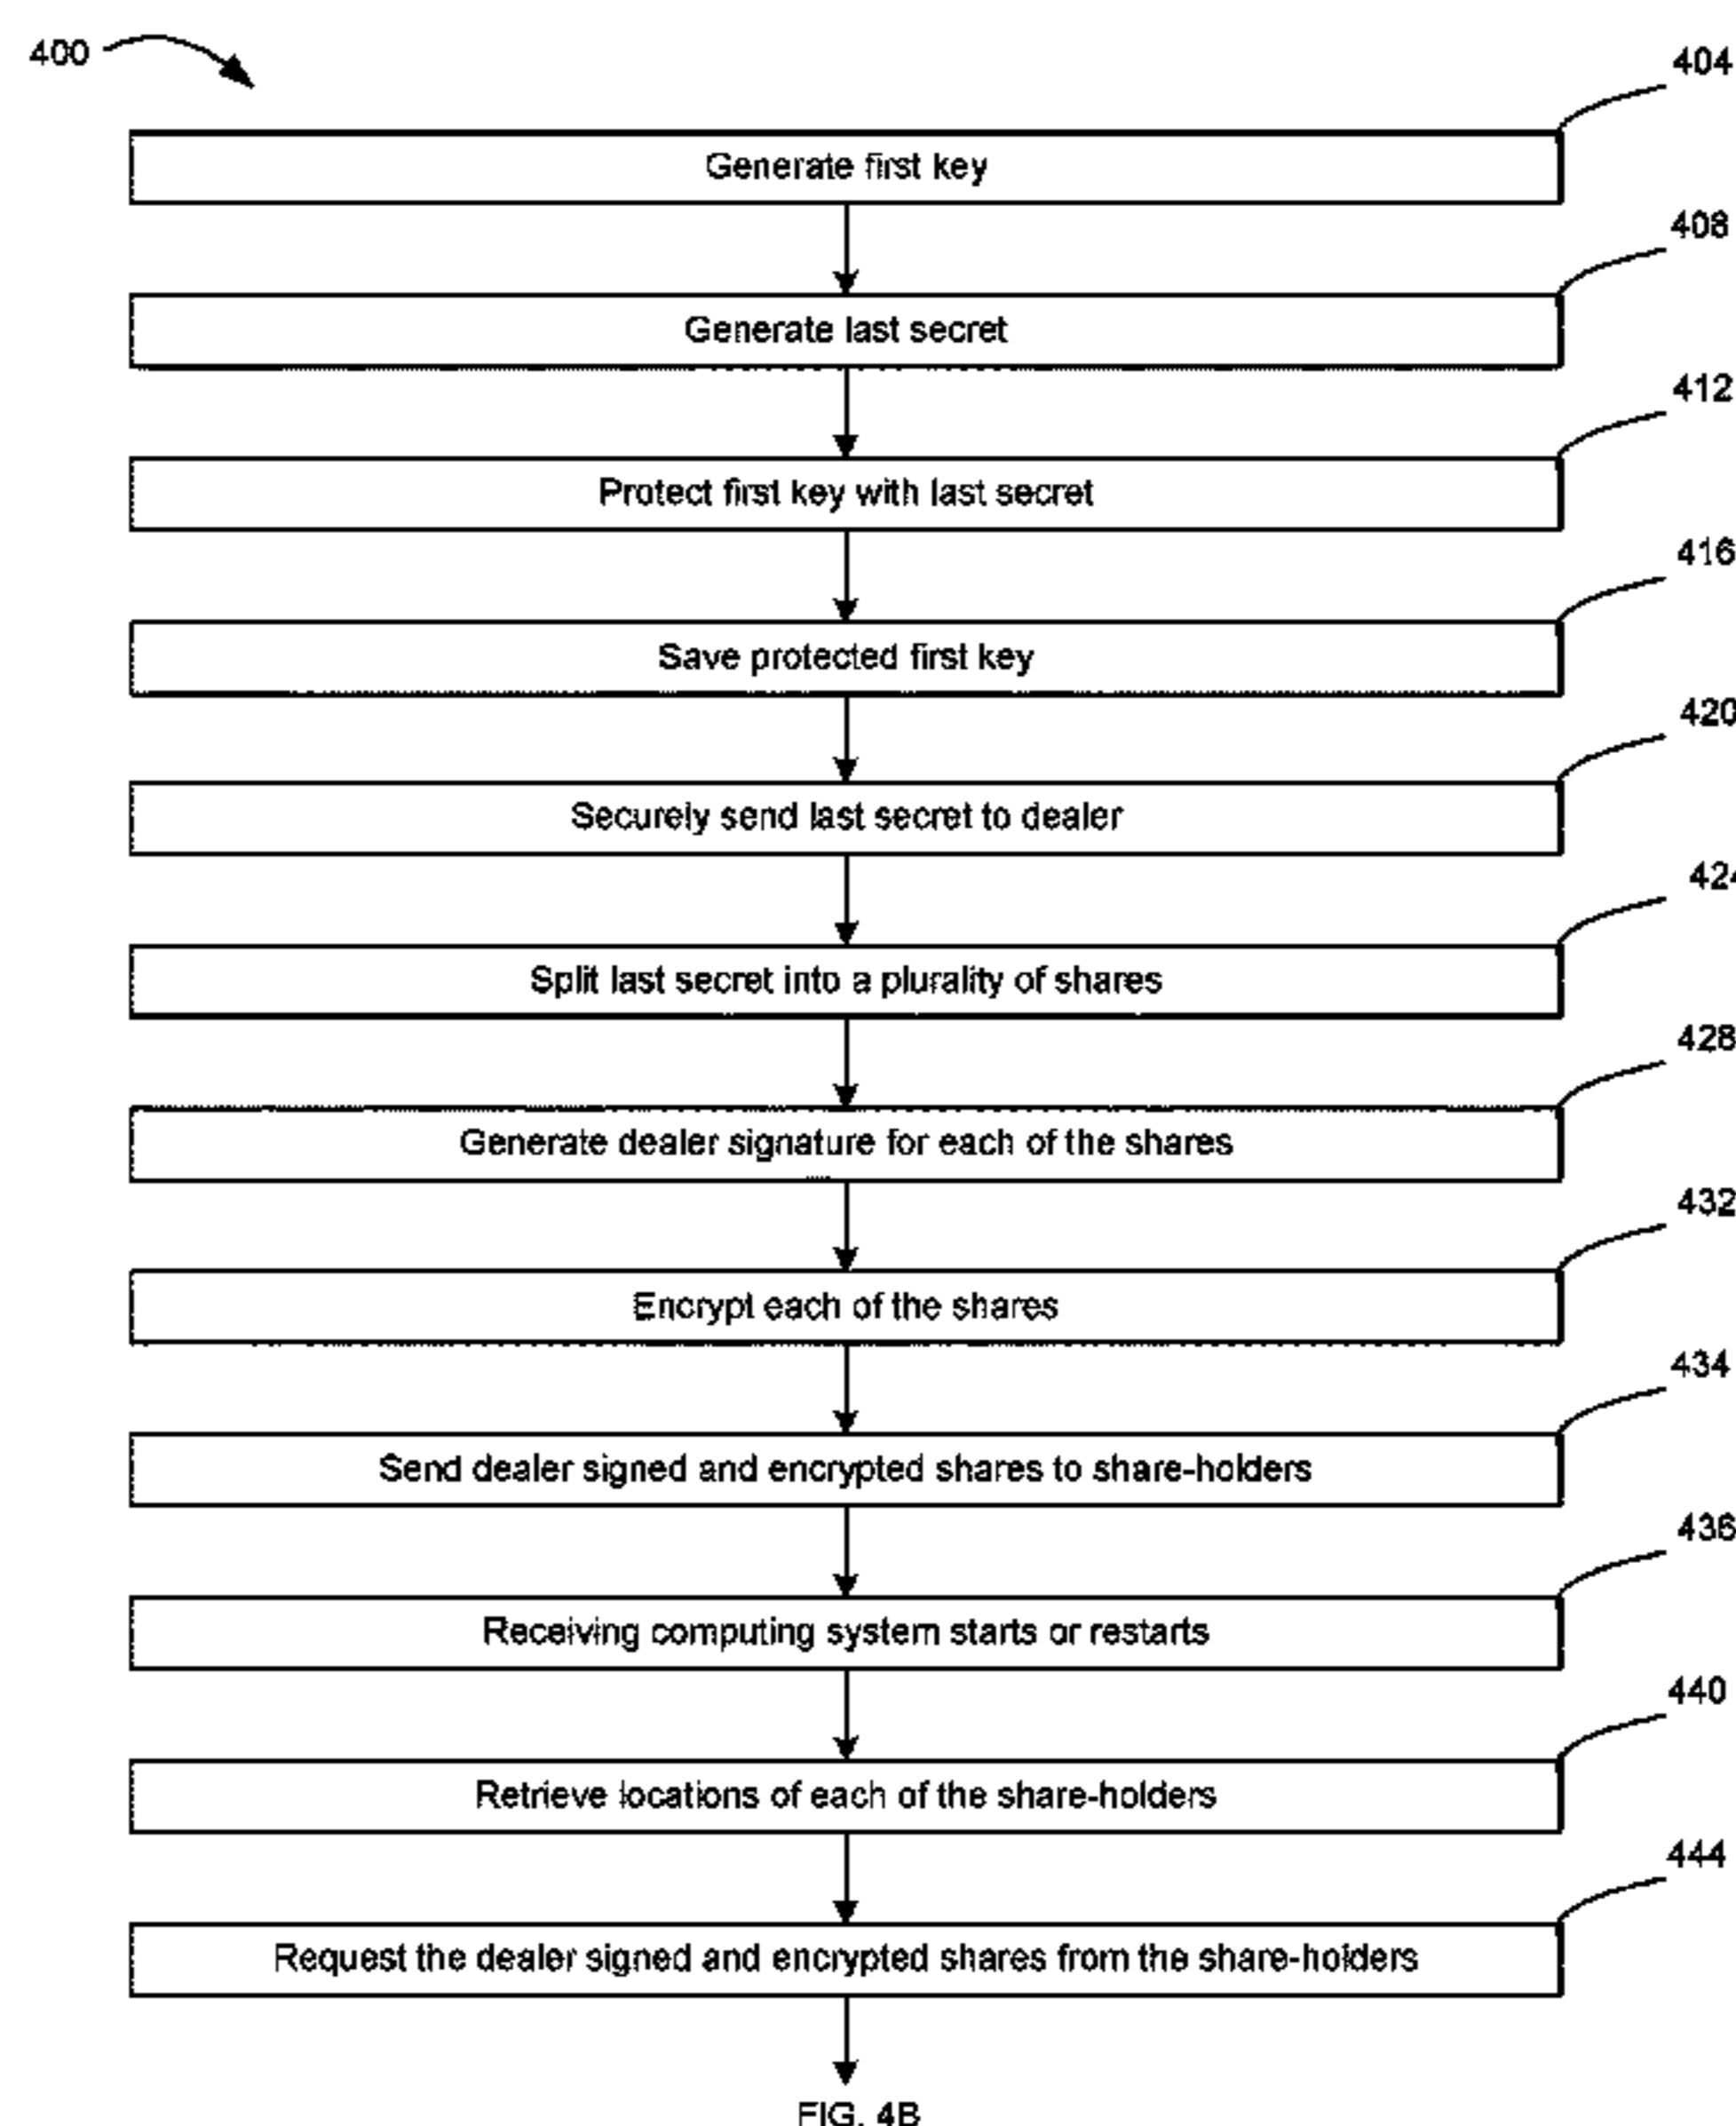 400
404
Generate first key
408
Generate last secret
412
Protect first key with last secret
416
Save protected first key
420
Securely send last secret to dealer
424
Split last secret into a plurality of shares
428
Generate dealer signature for each of the shares
432
Encrypt each of the shares
434
Send dealer signed and encrypted shares to share-holders
436
Receiving computing system starts or restarts
440
Retrieve locations of each of the share-holders
444
Request the dealer signed and encrypted shares from the share-holders
FIG. 4B